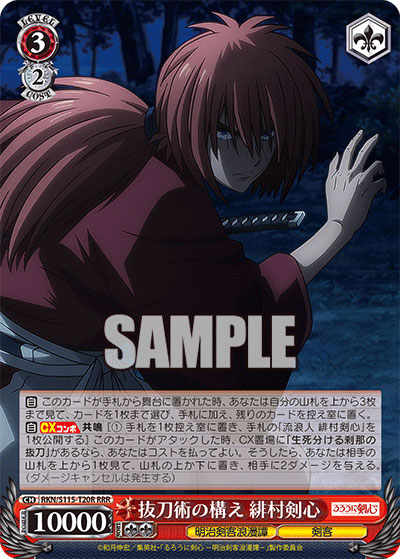 LEVEL
3
2
COST
SAMPLE
自 このカードが手札から舞台に置かれた時、あなたは自分の山札を上から3枚
まで見て、カードを1枚まで選び、手札に加え、残りのカードを控え室に置く。
自 CXコンボ 共鳴 [① 手札を1枚控え室に置き、手札の「流浪人 緋村剣心」を
1枚公開する] このカードがアタックした時、CX置場に「生死分ける刹那の
抜刀」があるなら、あなたはコストを払ってよい。そうしたら、あなたは相手
の山札を上から1枚見て、山札の上か下に置き、相手に2ダメージを与える。
(ダメージキャンセルは発生する)
CH RKN/S115-T20R RRR
抜刀術の構え 緋村剣心
るろうに剣心
10000
明治剣客浪漫譚
剣客
©和月伸宏/集英社・「るろうに剣心 -明治剣客浪漫譚-」製作委員会